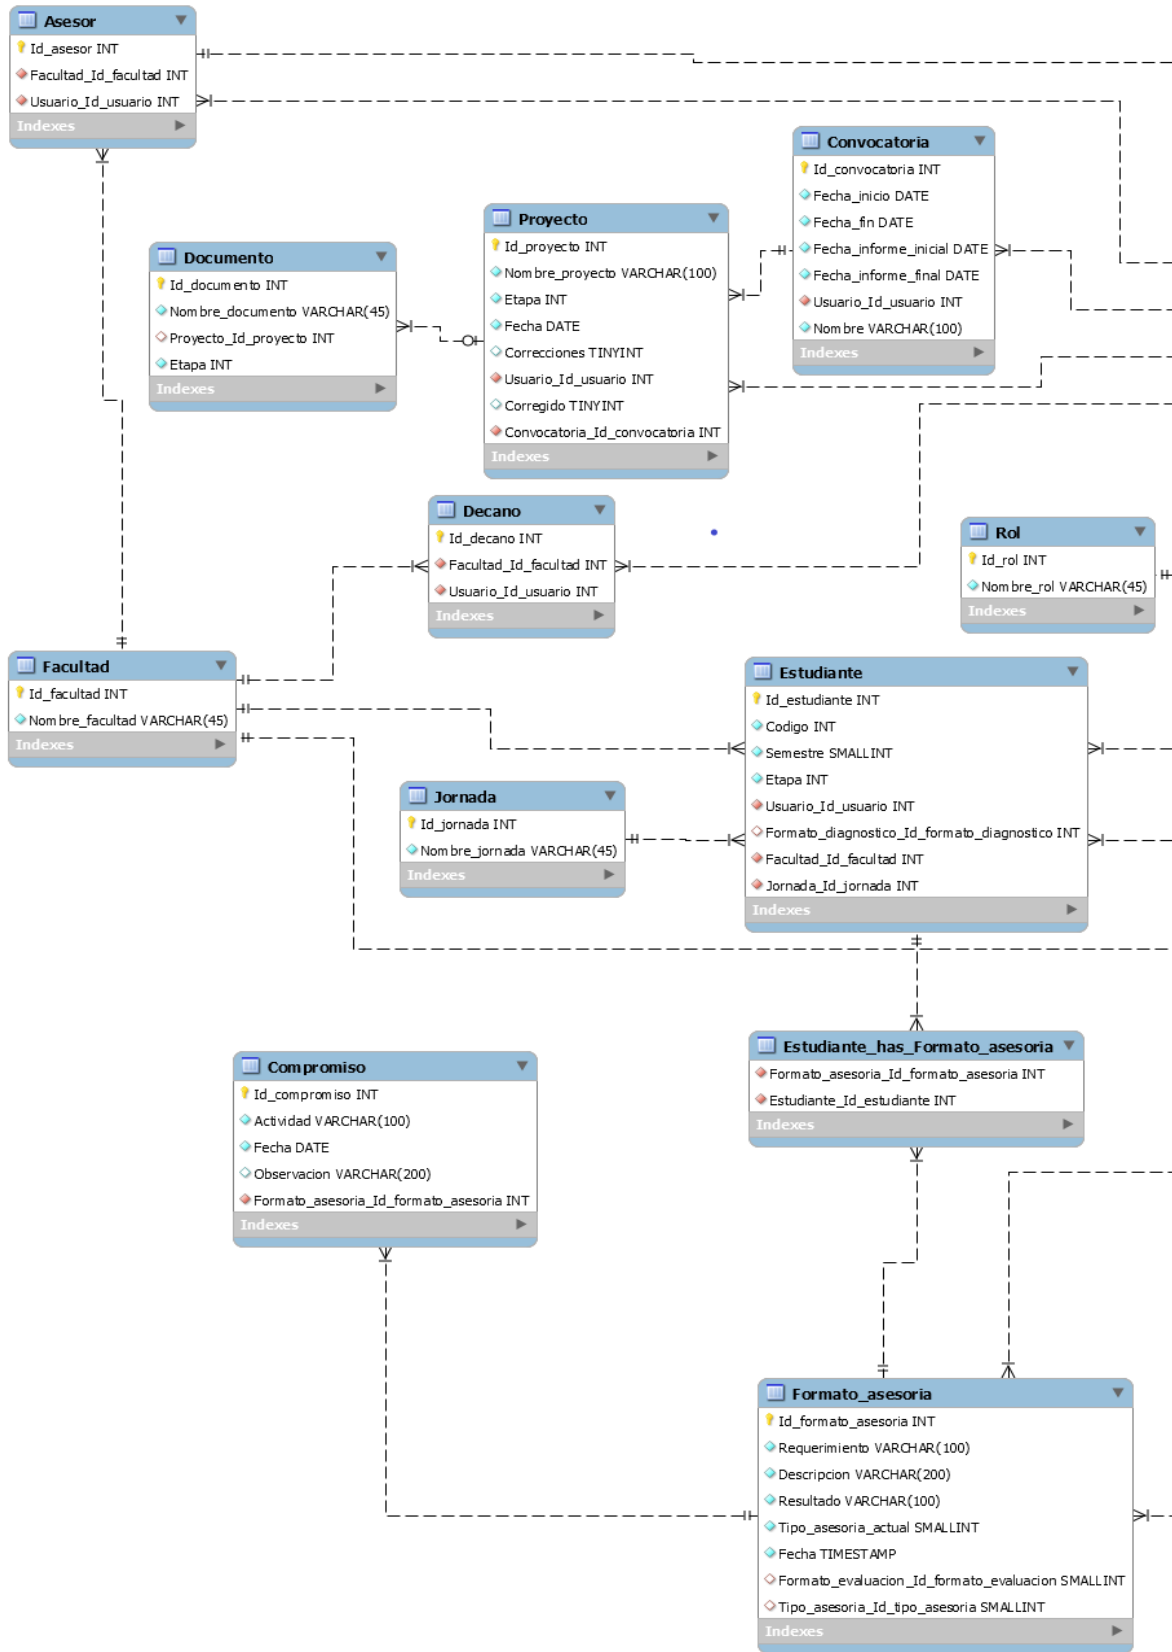 Asesor
Id_asesor INT
Facultad_Id_facultad INT
Usuario_Id_usuario INT
Indexes
Convocatoria
Id_convocatoria INT
Fecha_inicio DATE
Fecha_fin DATE
Fecha_informe_inicial DATE
Fecha_informe_final DATE
Usuario_Id_usuario INT
Nombre VARCHAR(100)
Indexes
Proyecto
Id_proyecto INT
Nombre_proyecto VARCHAR(100)
Etapa INT
Fecha DATE
Correcciones TINYINT
Usuario_Id_usuario INT
Corregido TINYINT
Convocatoria_Id_convocatoria INT
Indexes
Documento
Id_documento INT
Nombre_documento VARCHAR(45)
Proyecto_Id_proyecto INT
Etapa INT
Indexes
Decano
Id_decano INT
Facultad_Id_facultad INT
Usuario_Id_usuario INT
Indexes
Rol
Id_rol INT
Nombre_rol VARCHAR(45)
Indexes
Facultad
Id_facultad INT
Nombre_facultad VARCHAR(45)
Indexes
Estudiante
Id_estudiante INT
Codigo INT
Semestre SMALLINT
Etapa INT
Usuario_Id_usuario INT
Formato_diagnostico_Id_formato_diagnostico INT
Facultad_Id_facultad INT
Jornada_Id_jornada INT
Indexes
Jornada
Id_jornada INT
Nombre_jornada VARCHAR(45)
Indexes
Estudiante_has_Formato_asesoria
Formato_asesoria_Id_formato_asesoria INT
Estudiante_Id_estudiante INT
Indexes
Compromiso
Id_compromiso INT
Actividad VARCHAR(100)
Fecha DATE
Observacion VARCHAR(200)
Formato_asesoria_Id_formato_asesoria INT
Indexes
Formato_asesoria
Id_formato_asesoria INT
Requerimiento VARCHAR(100)
Descripcion VARCHAR(200)
Resultado VARCHAR(100)
Tipo_asesoria_actual SMALLINT
Fecha TIMESTAMP
Formato_evaluacion_Id_formato_evaluacion SMALLINT
Tipo_asesoria_Id_tipo_asesoria SMALLINT
Indexes